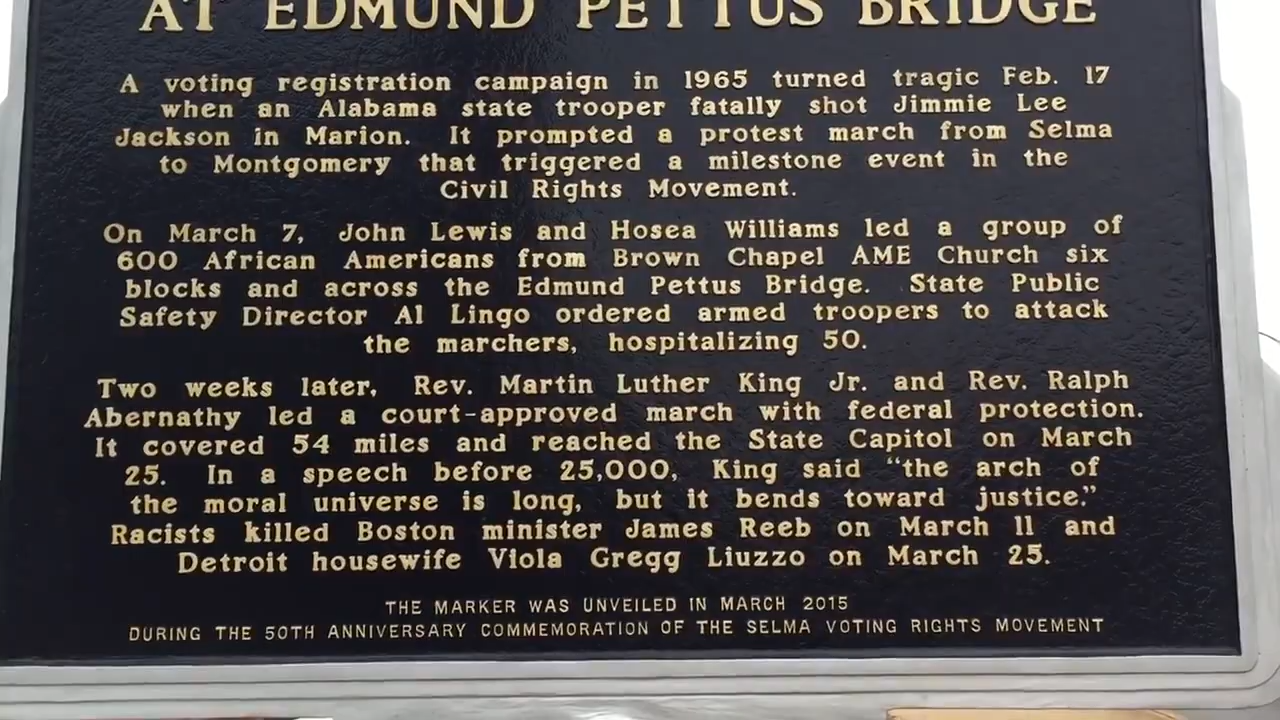 AT EDMUND PETTUS BRIDGE
A voting registration campaign in 1965 turned tragic Feb. 17
when an Alabama state trooper fatally shot Jimmie Lee
Jackson in Marion. It prompted a protest march from Selma
to Montgomery that triggered a milestone event in the
Civil Rights Movement.
On March 7, John Lewis and Hosea Williams led a group of
600 African Americans from Brown Chapel AME Church six
blocks and across the Edmund Pettus Bridge. State Public
Safety Director Al Lingo ordered armed troopers to attack
the marchers, hospitalizing 50.
Two weeks later, Rev. Martin Luther King Jr. and Rev. Ralph
Abernathy led a court-approved march with federal protection.
It covered 54 miles and reached the State Capitol on March
25. In a speech before 25,000, King said “the arch of
the moral universe is long, but it bends toward justice.”
Racists killed Boston minister James Reeb on March 11 and
Detroit housewife Viola Gregg Liuzzo on March 25.
THE MARKER WAS UNVEILED IN MARCH 2015
DURING THE 50TH ANNIVERSARY COMMEMORATION OF THE SELMA VOTING RIGHTS MOVEMENT